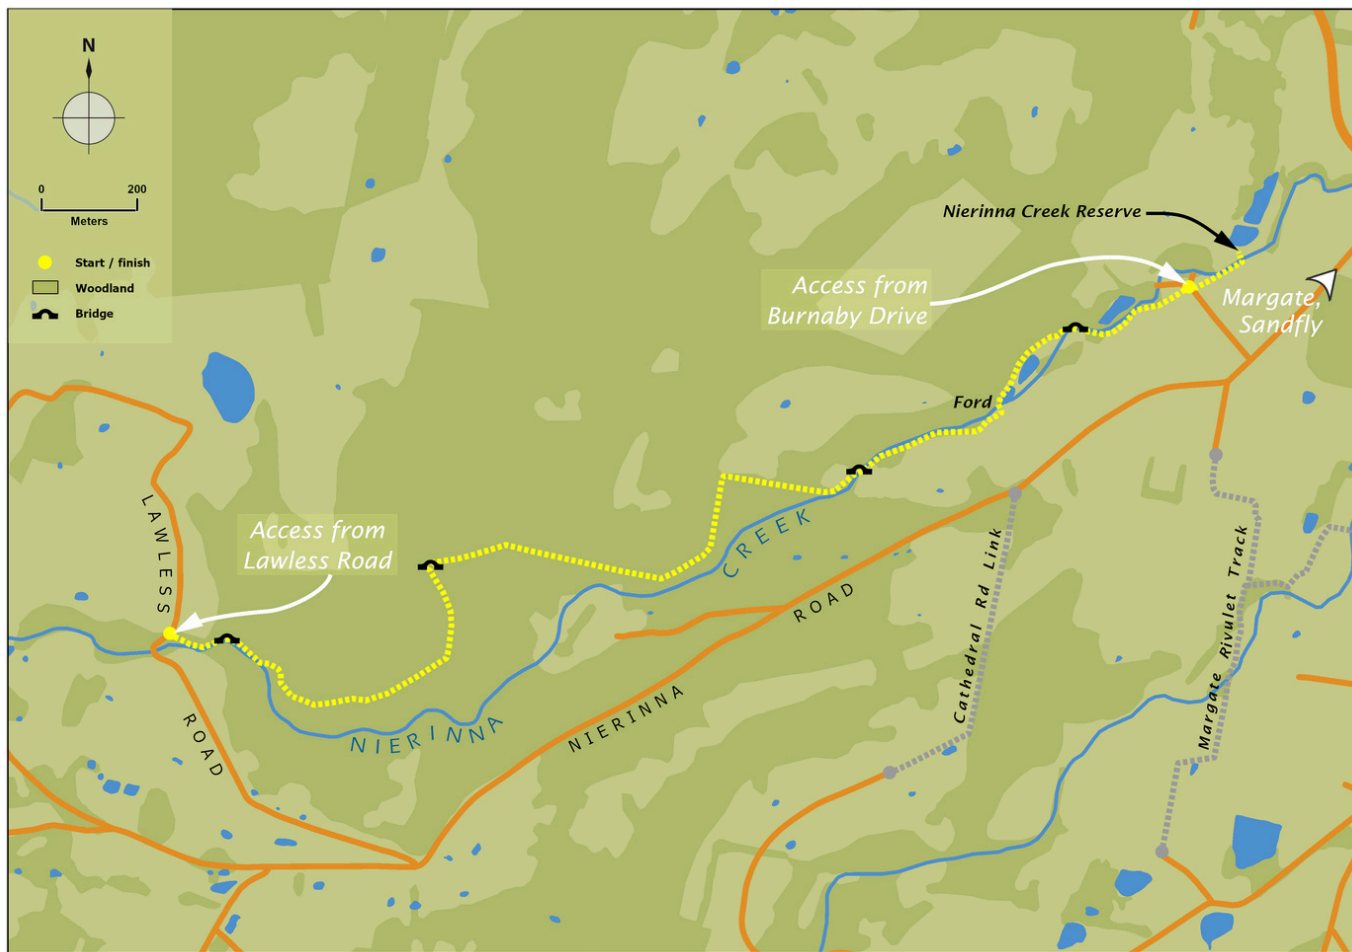 N
0 200
Meters
Start / finish
Woodland
Bridge
Nierinna Creek Reserve
Access from
Burnaby Drive
Margate,
Sandfly
Ford
LAWLESS
Access from
Lawless Road
CREEK
ROAD
Cathedral Rd Link
Margate Rivulet Track
ROAD
NIERINNA
NIERINNA